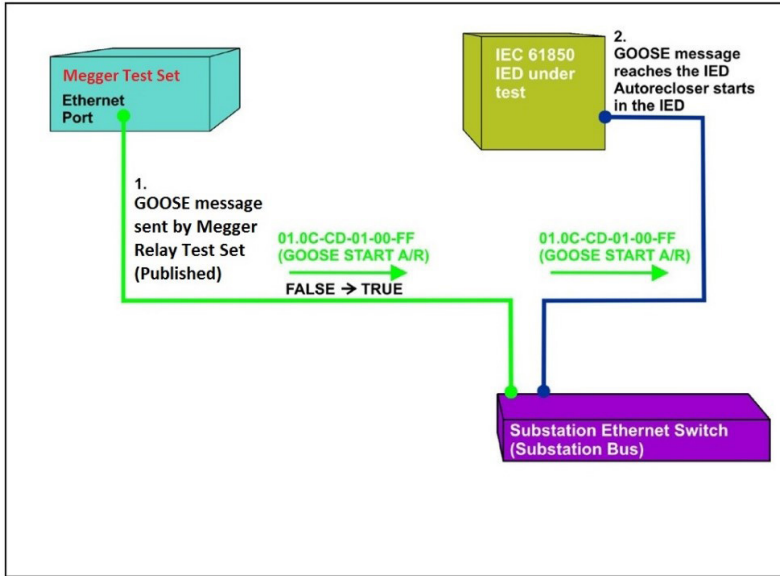 Megger Test Set
Ethernet
Port
IEC 61850
IED under
test
2.
GOOSE message
reaches the IED
Autorecloser starts
in the IED
1.
GOOSE message
sent by Megger
Relay Test Set
(Published)
01.0C-CD-01-00-FF
(GOOSE START A/R)
FALSE → TRUE
01.0C-CD-01-00-FF
(GOOSE START A/R)
Substation Ethernet Switch
(Substation Bus)